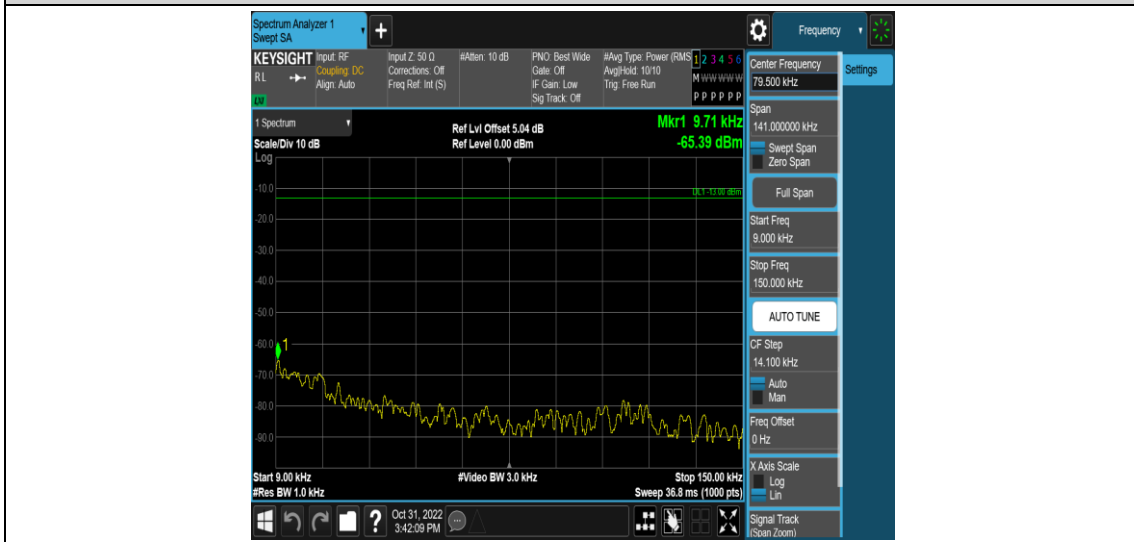 Spectrum Analyzer 1
Swept SA
+
Frequency
KEYSIGHT
Input: RF
Input Z: 50 Ω
#Atten: 10 dB
PNO: Best Wide
#Avg Type: Power (RMS
1 2 3 4 5 6
RL
Coupling: DC
Corrections: Off
Gate: Off
Avg|Hold: 10/10
M W W W W W
Align: Auto
Freq Ref: Int (S)
IF Gain: Low
Trig: Free Run
Sig Track: Off
P P P P P P
Center Frequency
79.500 kHz
Settings
Span
141.000000 kHz
Swept Span
Zero Span
Full Span
Start Freq
9.000 kHz
Stop Freq
150.000 kHz
AUTO TUNE
CF Step
14.100 kHz
Auto
Man
Freq Offset
0 Hz
X Axis Scale
Log
Lin
Signal Track
(Span Zoom)
1 Spectrum
Ref Lvl Offset 5.04 dB
Mkr1 9.71 kHz
Scale/Div 10 dB
Ref Level 0.00 dBm
-65.39 dBm
Log
DL1 -13.00 dBm
-10.0
-20.0
-30.0
-40.0
-50.0
-60.0
1
-70.0
-80.0
-90.0
Start 9.00 kHz
#Video BW 3.0 kHz
Stop 150.00 kHz
#Res BW 1.0 kHz
Sweep 36.8 ms (1000 pts)
?
Oct 31, 2022
3:42:09 PM